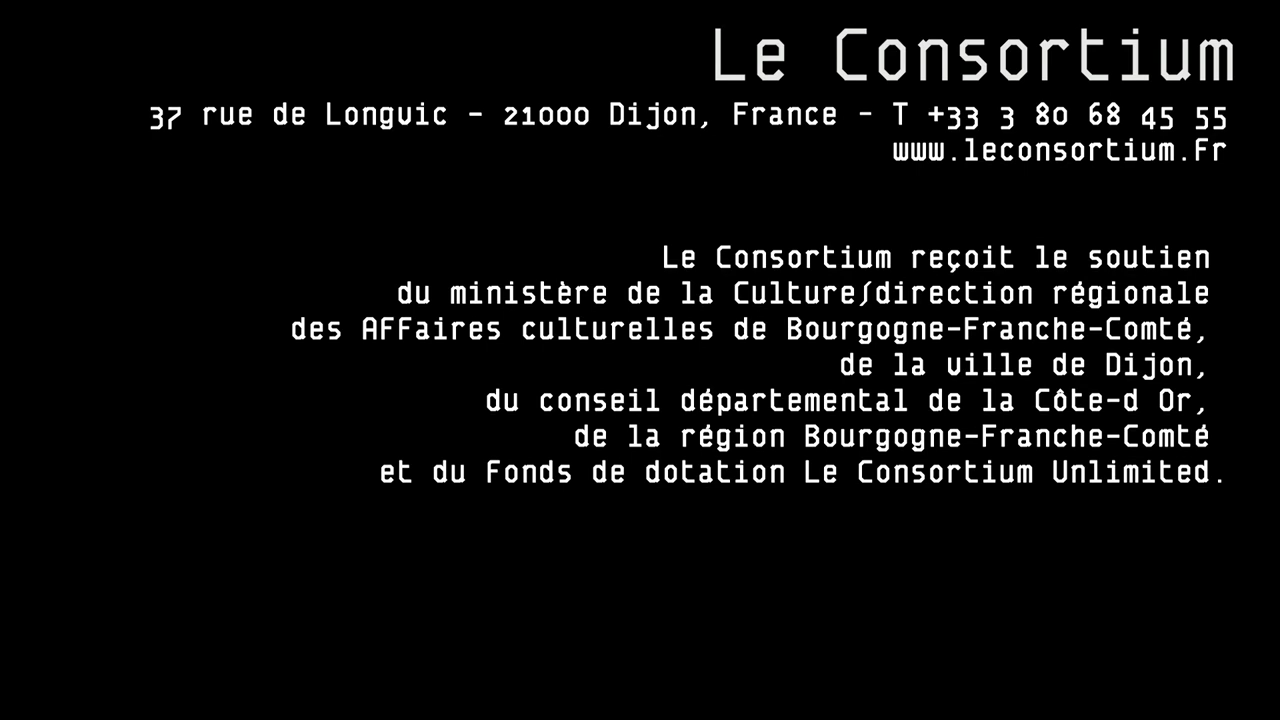 Le Consortium
37 rue de Longvic – 21000 Dijon, France - T +33 3 80 68 45 55
www.leconsortium.fr
Le Consortium reçoit le soutien
du ministère de la Culture/direction régionale
des Affaires culturelles de Bourgogne-Franche-Comté,
de la ville de Dijon,
du conseil départemental de la Côte-d Or,
de la région Bourgogne-Franche-Comté
et du Fonds de dotation Le Consortium Unlimited.